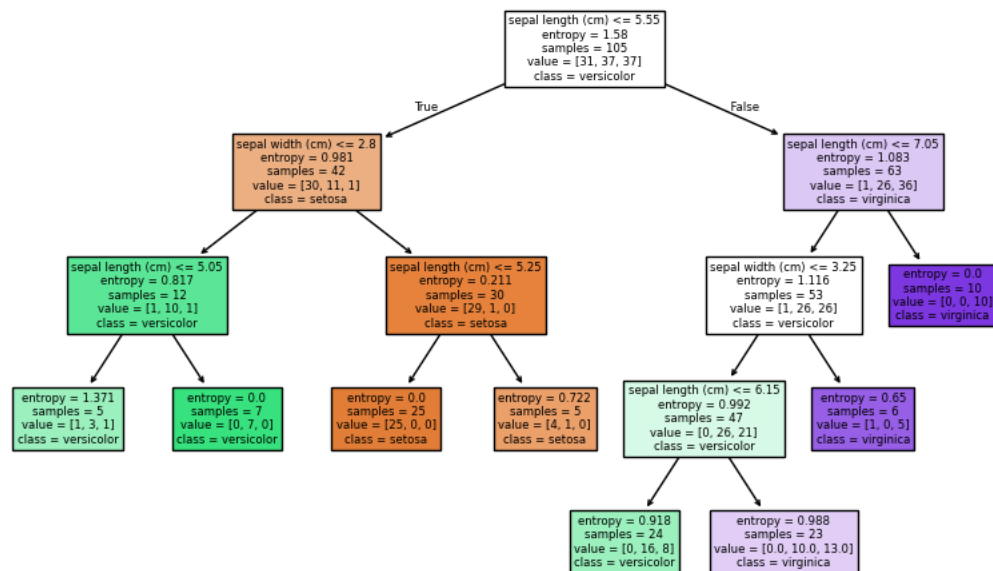 sepal length (cm) <= 5.55
entropy = 1.58
samples = 105
value = [31, 37, 37]
class = versicolor
True
False
sepal width (cm) <= 2.8
entropy = 0.981
samples = 42
value = [30, 11, 1]
class = setosa
sepal length (cm) <= 7.05
entropy = 1.083
samples = 63
value = [1, 26, 36]
class = virginica
sepal length (cm) <= 5.05
entropy = 0.817
samples = 12
value = [1, 10, 1]
class = versicolor
sepal length (cm) <= 5.25
entropy = 0.211
samples = 30
value = [29, 1, 0]
class = setosa
sepal width (cm) <= 3.25
entropy = 1.116
samples = 53
value = [1, 26, 26]
class = versicolor
entropy = 0.0
samples = 10
value = [0, 0, 10]
class = virginica
entropy = 1.371
samples = 5
value = [1, 3, 1]
class = versicolor
entropy = 0.0
samples = 7
value = [0, 7, 0]
class = versicolor
entropy = 0.0
samples = 25
value = [25, 0, 0]
class = setosa
entropy = 0.722
samples = 5
value = [4, 1, 0]
class = setosa
sepal length (cm) <= 6.15
entropy = 0.992
samples = 47
value = [0, 26, 21]
class = versicolor
entropy = 0.65
samples = 6
value = [1, 0, 5]
class = virginica
entropy = 0.918
samples = 24
value = [0, 16, 8]
class = versicolor
entropy = 0.988
samples = 23
value = [0.0, 10.0, 13.0]
class = virginica